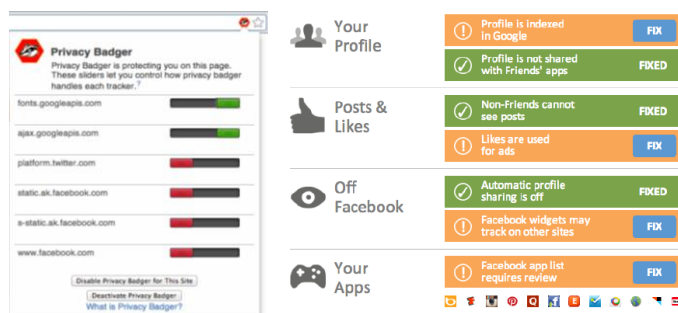 Privacy Badger
Privacy Badger is protecting you on this page.
These sliders let you control how privacy badger
handles each tracker.?
fonts.googleapis.com
ajax.googleapis.com
platform.twitter.com
static.ak.facebook.com
s-static.ak.facebook.com
www.facebook.com
Disable Privacy Badger for This Site
Deactivate Privacy Badger
What is Privacy Badger?
Your
Profile
Profile is indexed
in Google
FIX
Profile is not shared
with Friends' apps
FIXED
Posts &
Likes
Non-Friends cannot
see posts
FIXED
Likes are used
for ads
FIX
Off
Facebook
Automatic profile
sharing is off
FIXED
Facebook widgets may
track on other sites
FIX
Your
Apps
Facebook app list
requires review
FIX